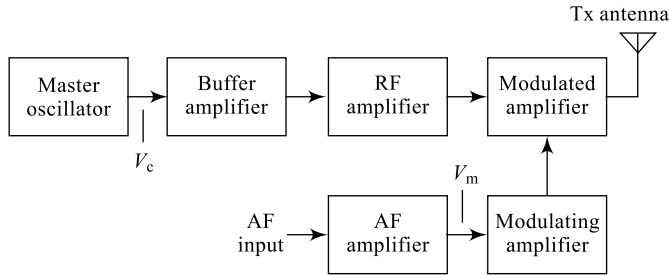 Tx antenna
Master
oscillator
Buffer
amplifier
RF
amplifier
Modulated
amplifier
Vc
Vm
AF
input
AF
amplifier
Modulating
amplifier